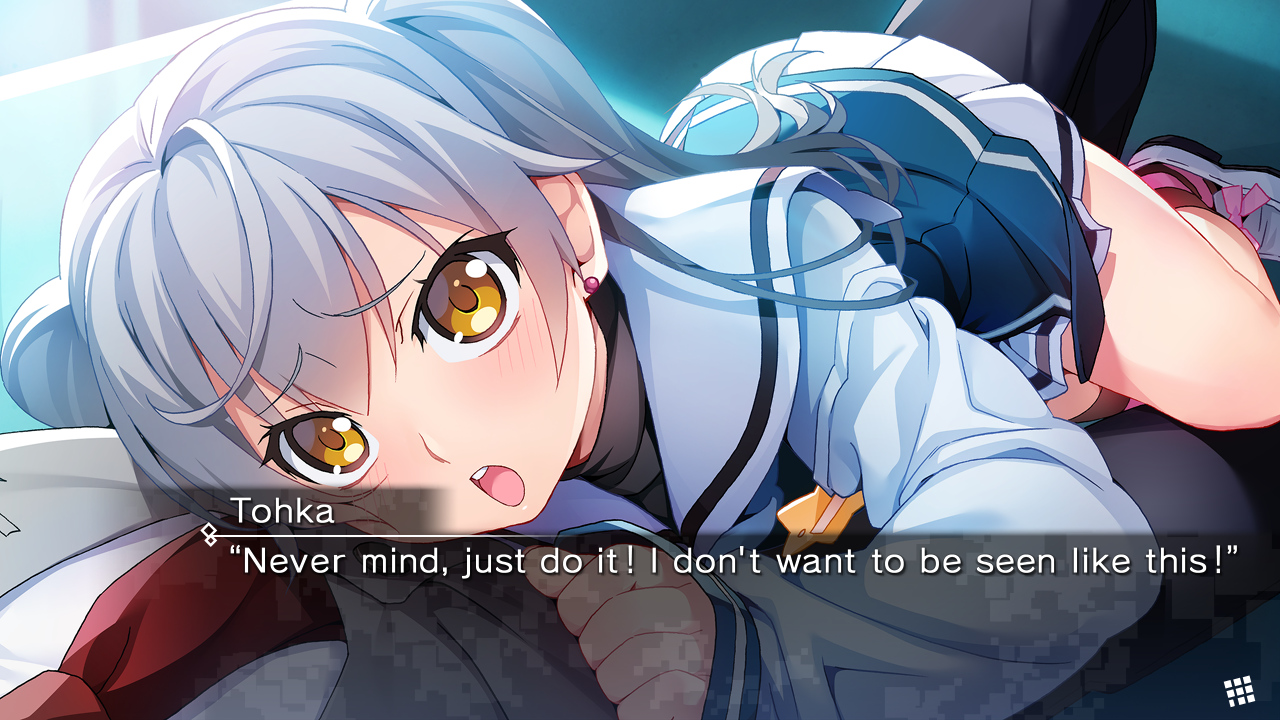 Tohka
“Never mind, just do it! I don't want to be seen like this!”